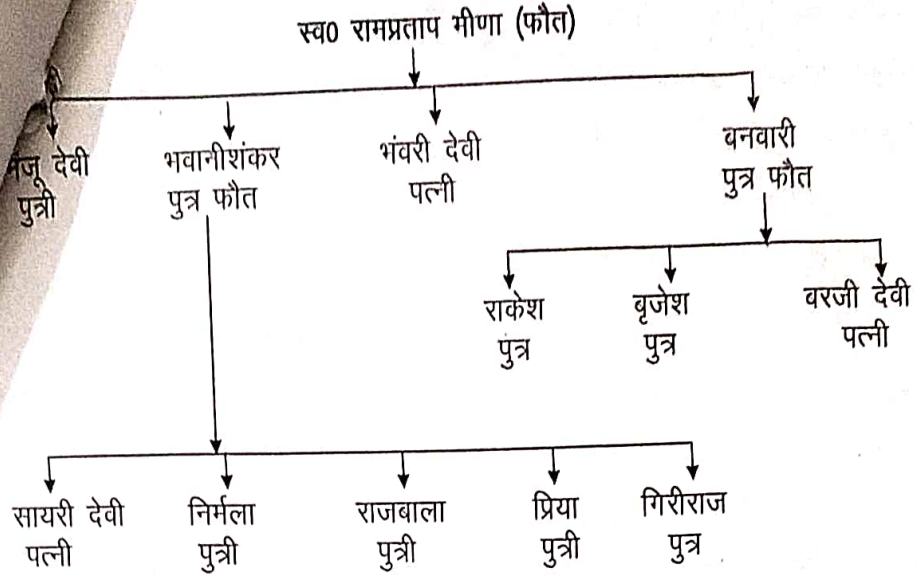 स्व0 रामप्रताप मीणा (फौत)
देवी भवानीशंकर भंवरी देवी बनवारी
पुत्री पुत्र फौत पत्नी पुत्र फौत
राकेश बृजेश वरजी देवी
पुत्र पुत्र पत्नी
सायरी देवी निर्मला राजबाला प्रिया गिरीराज
पत्नी पुत्री पुत्री पुत्री पुत्र